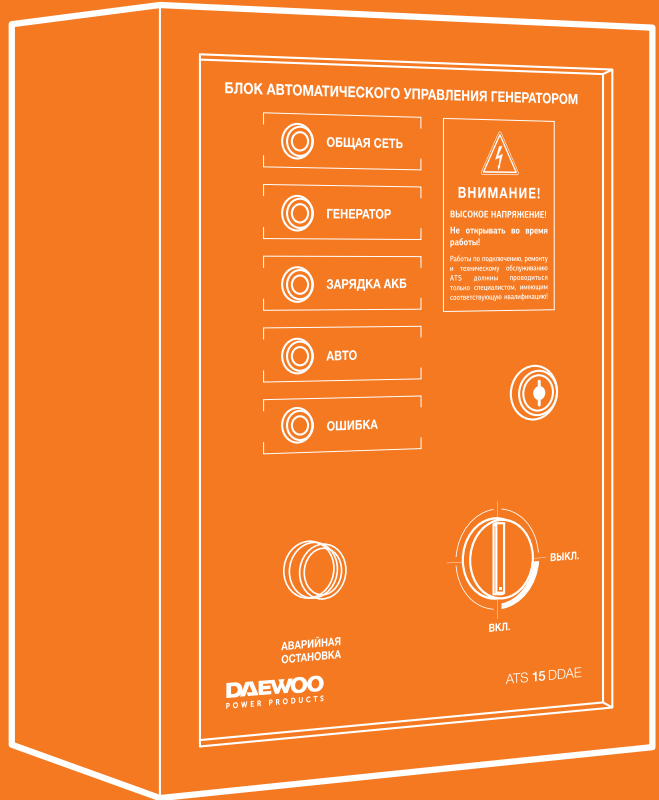 БЛОК АВТОМАТИЧЕСКОГО УПРАВЛЕНИЯ ГЕНЕРАТОРОМ
ОБЩАЯ СЕТЬ
ГЕНЕРАТОР
ЗАРЯДКА АКБ
АВТО
ОШИБКА
ВНИМАНИЕ!
ВЫСОКОЕ НАПРЯЖЕНИЕ!
Не открывать во время
работы!
Работы по подключению, ремонту
и техническому обслуживанию
ATS должны проводиться
только специалистом, имеющим
соответствующую квалификацию!
ВЫКЛ.
ВКЛ.
АВАРИЙНАЯ
ОСТАНОВКА
DAEWOO
POWER PRODUCTS
ATS 15 DDAE